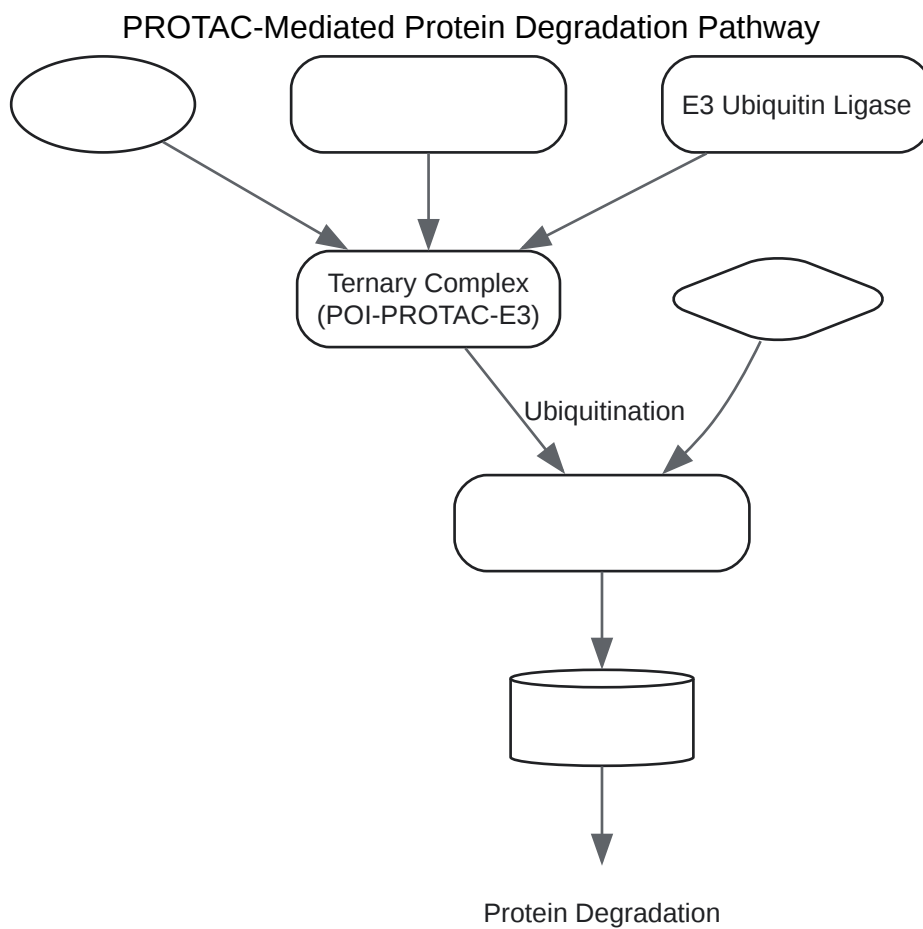 PROTAC-Mediated Protein Degradation Pathway
E3 Ubiquitin Ligase
Ternary Complex
(POI-PROTAC-E3)
Ubiquitination
Protein Degradation